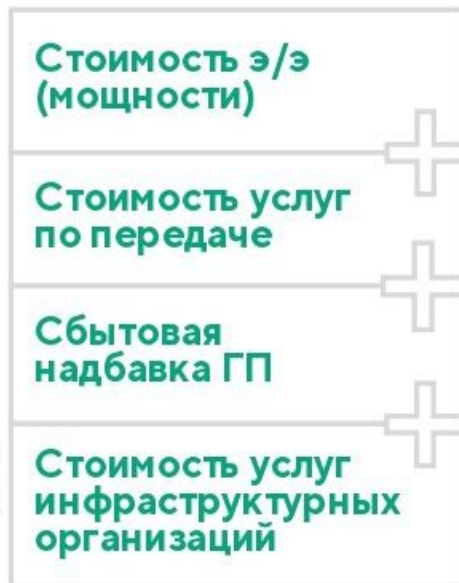 Стоимость э/э
(мощности)
Стоимость услуг
по передаче
Сбытовая
надбавка ГП
Стоимость услуг
инфраструктурных
организаций